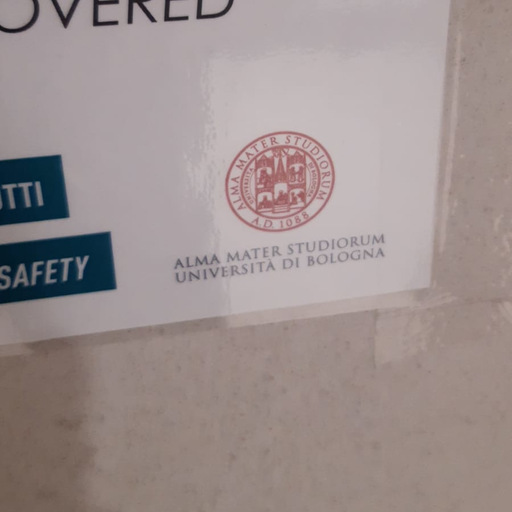 OVERED
TTI
SAFETY
ALMA MATER STUDIORUM
A.D. 1088
ALMA MATER STUDIORUM
UNIVERSITÀ DI BOLOGNA